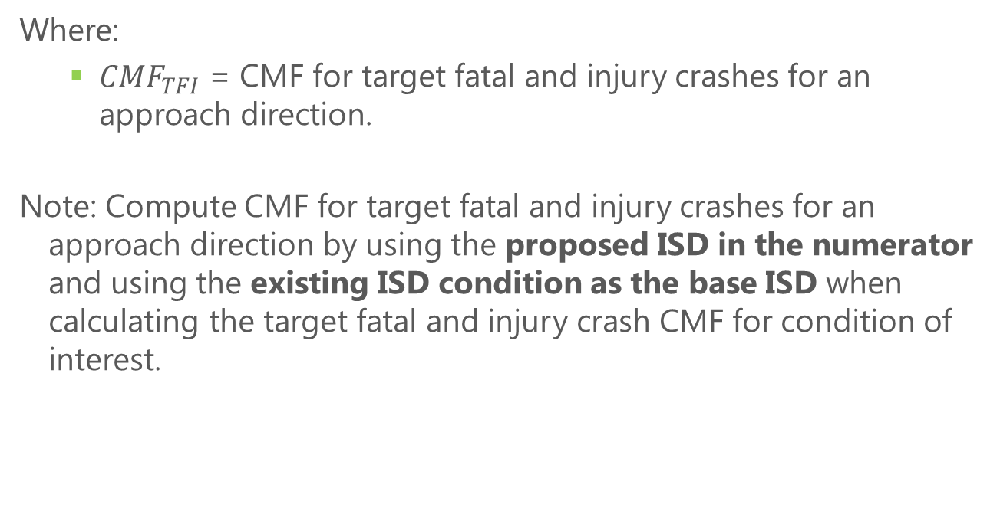 Where:
▪ CMF_TFI = CMF for target fatal and injury crashes for an
approach direction.
Note: Compute CMF for target fatal and injury crashes for an
approach direction by using the proposed ISD in the numerator
and using the existing ISD condition as the base ISD when
calculating the target fatal and injury crash CMF for condition of
interest.